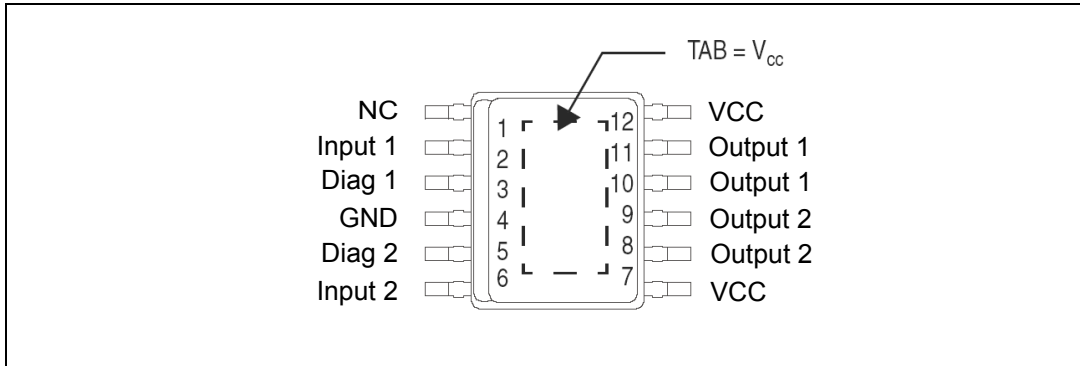 TAB = Vcc
NC 1 12 VCC
Input 1 2 11 Output 1
Diag 1 3 10 Output 1
GND 4 9 Output 2
Diag 2 5 8 Output 2
Input 2 6 7 VCC